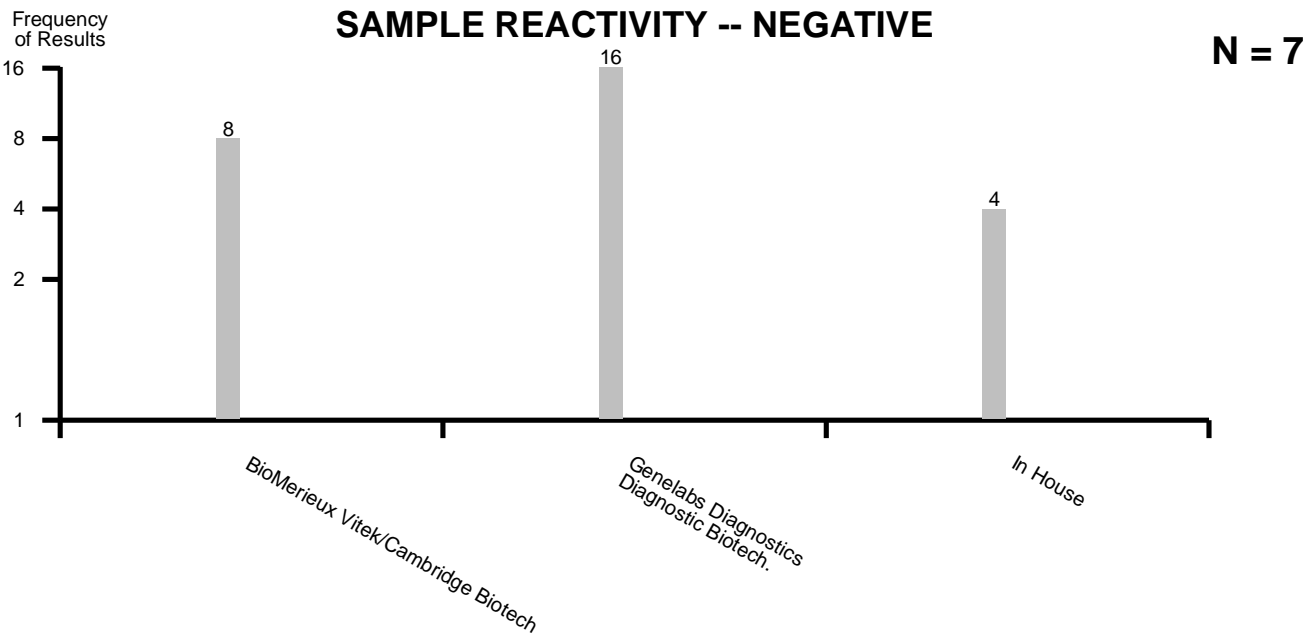 Frequency
of Results
SAMPLE REACTIVITY -- NEGATIVE
N = 7
16
8
4
2
1
8
16
4
BioMerieux Vitek/Cambridge Biotech
Genelabs Diagnostics
Diagnostic Biotech.
In House